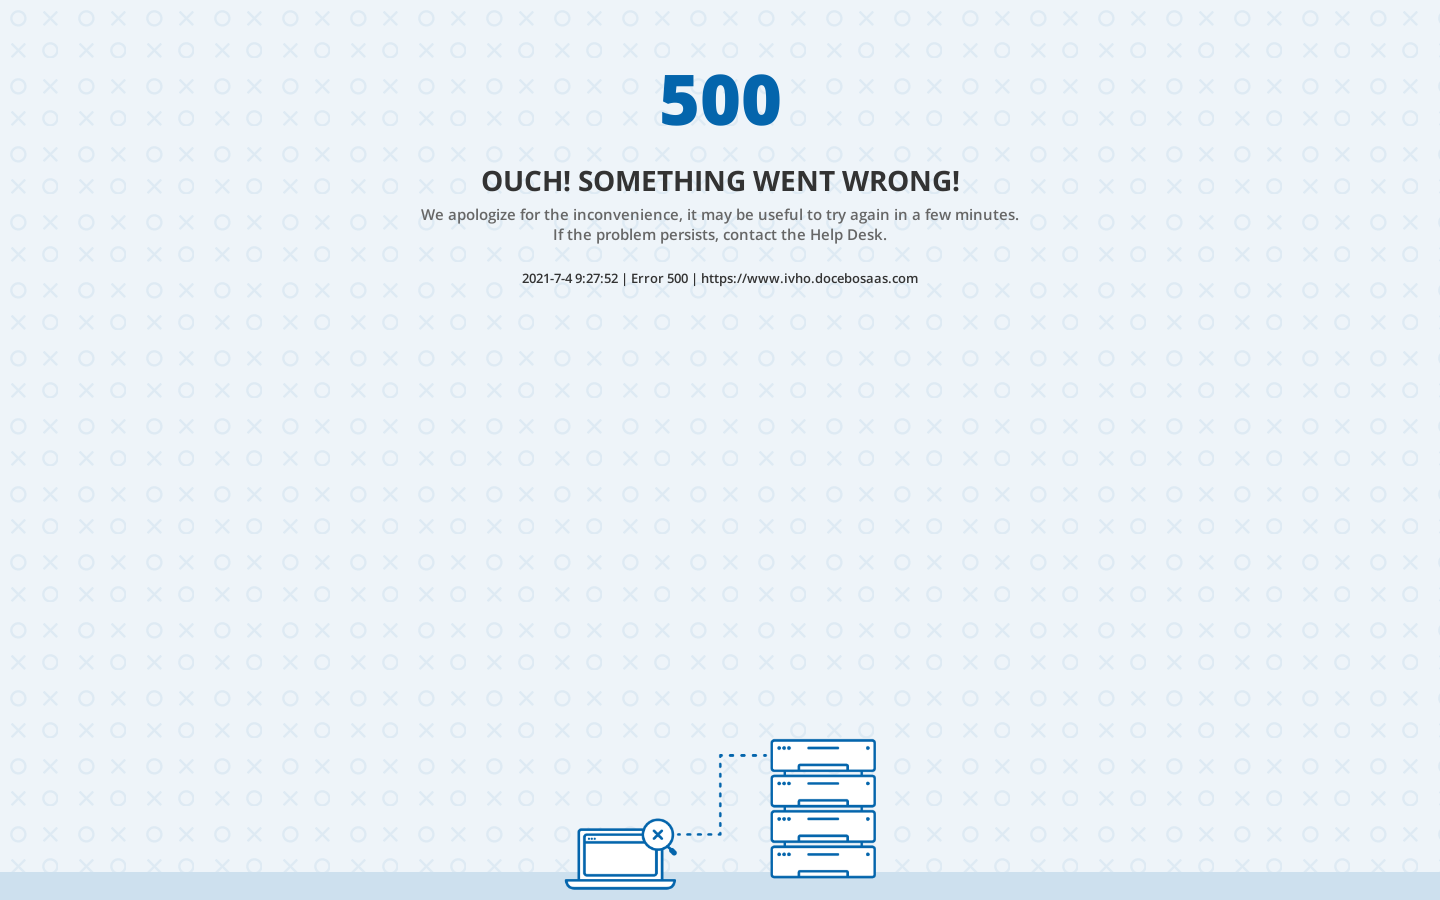 500
OUCH! SOMETHING WENT WRONG!
We apologize for the inconvenience, it may be useful to try again in a few minutes.
If the problem persists, contact the Help Desk.
2021-7-4 9:27:52 | Error 500 | https://www.ivho.docebosaas.com